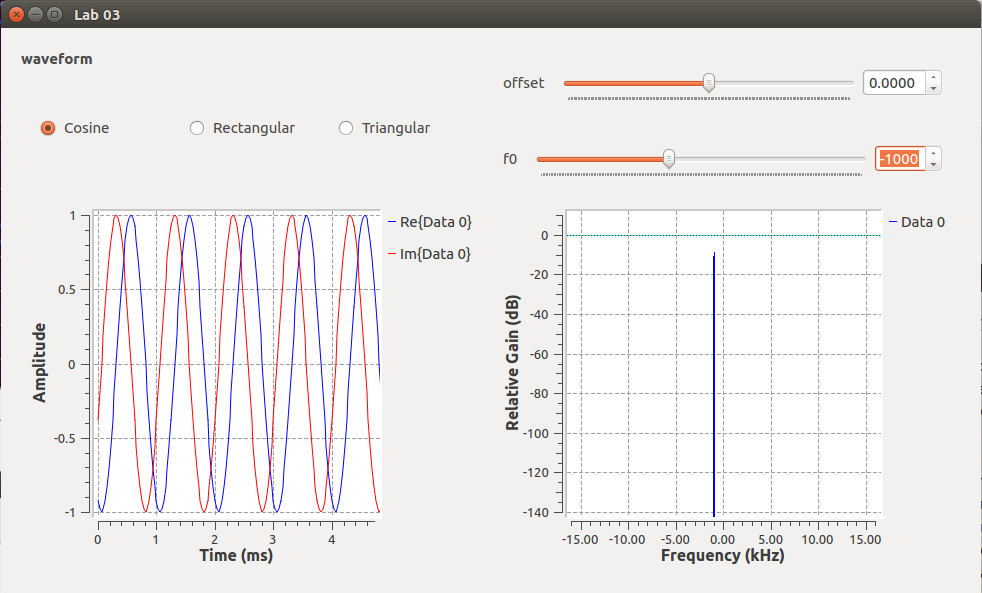 Lab 03
waveform
Cosine
Rectangular
Triangular
offset
0.0000
f0
-1000
1
0.5
0
-0.5
-1
Amplitude
0
1
2
3
4
Time (ms)
Re{Data 0}
Im{Data 0}
0
-20
-40
-60
-80
-100
-120
-140
Relative Gain (dB)
-15.00
-10.00
-5.00
0.00
5.00
10.00
15.00
Frequency (kHz)
Data 0